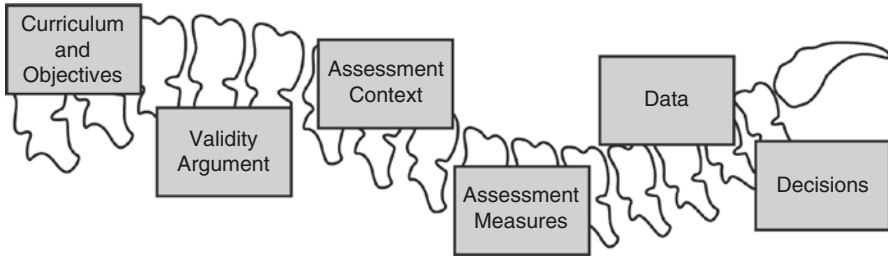 Curriculum
and
Objectives
Validity
Argument
Assessment
Context
Assessment
Measures
Data
Decisions